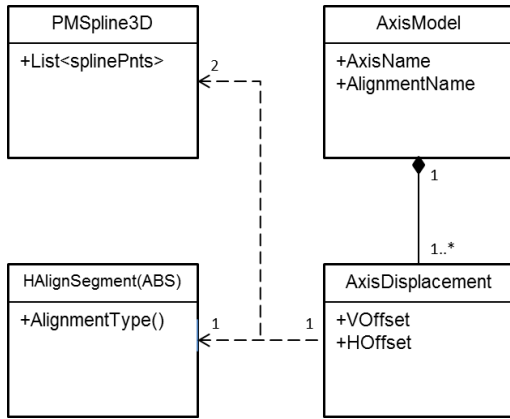 PMSpline3D
+List<splinePnts>
AxisModel
+AxisName
+AlignmentName
2
1
1..*
HAlignSegment(ABS)
+AlignmentType()
1
1
AxisDisplacement
+VOffset
+HOffset